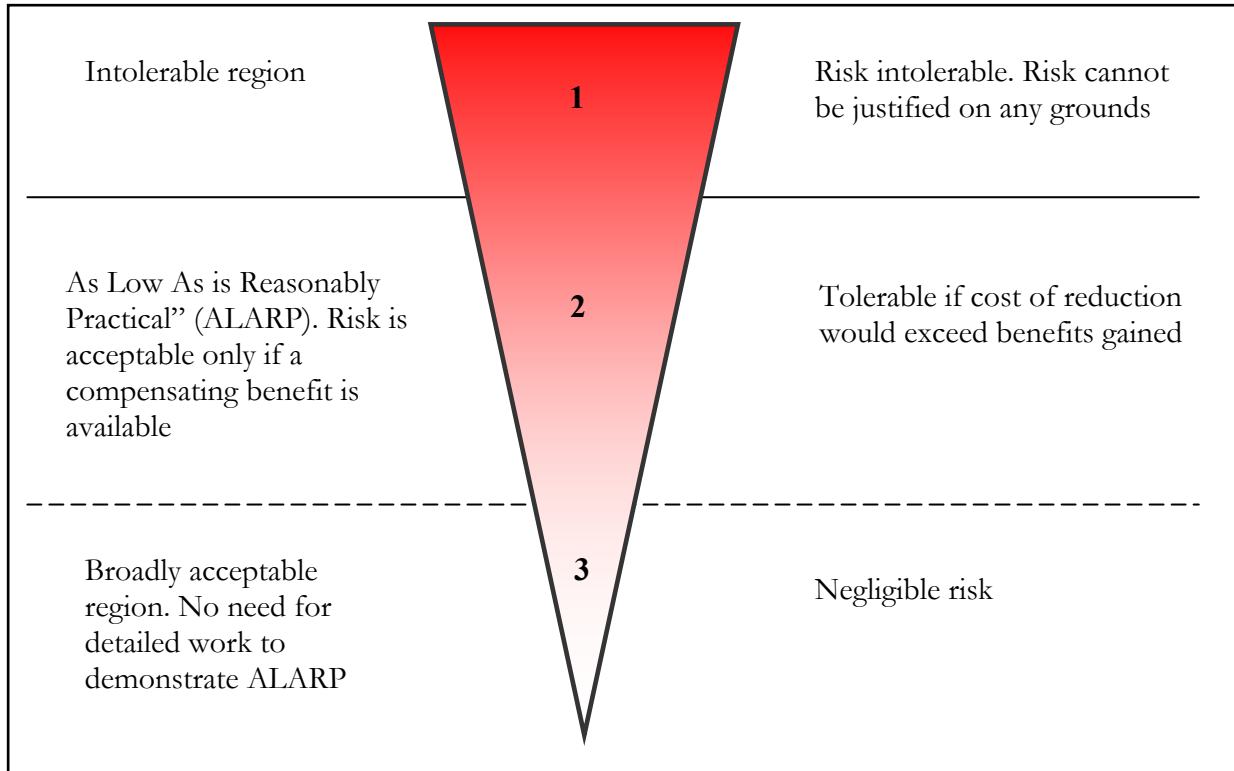 Intolerable region
1
Risk intolerable. Risk cannot
be justified on any grounds
As Low As is Reasonably
Practical” (ALARP). Risk is
acceptable only if a
compensating benefit is
available
2
Tolerable if cost of reduction
would exceed benefits gained
Broadly acceptable
region. No need for
detailed work to
demonstrate ALARP
3
Negligible risk